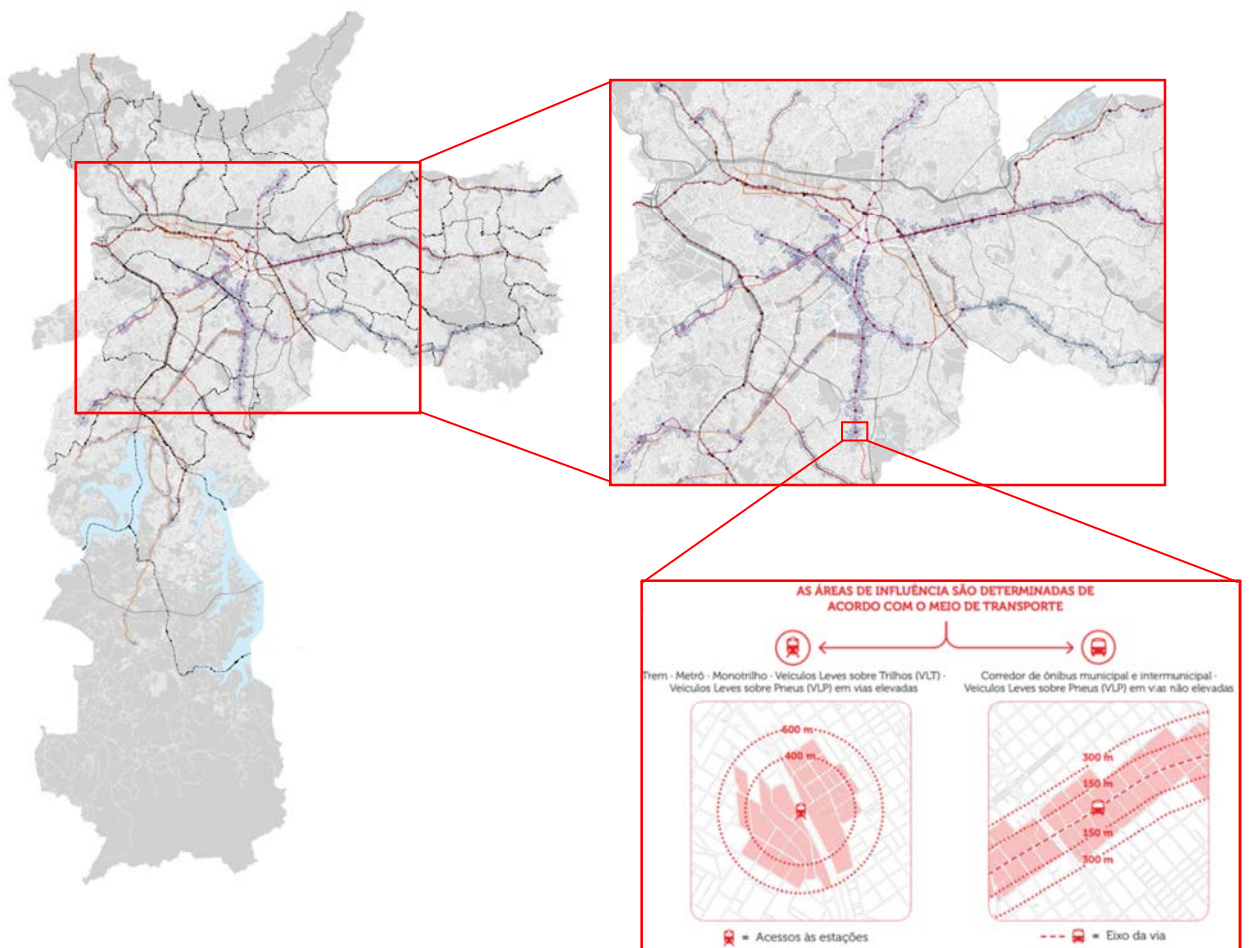 AS ÁREAS DE INFLUÊNCIA SÃO DETERMINADAS DE
ACORDO COM O MEIO DE TRANSPORTE
Trem · Metrô · Monotrilho · Veículos Leves sobre Trilhos (VLT) ·
Veículos Leves sobre Pneus (VLP) em vias elevadas
Corredor de ônibus municipal e intermunicipal ·
Veículos Leves sobre Pneus (VLP) em vias não elevadas
600 m
400 m
300 m
150 m
150 m
300 m
= Acessos às estações
= Eixo da via